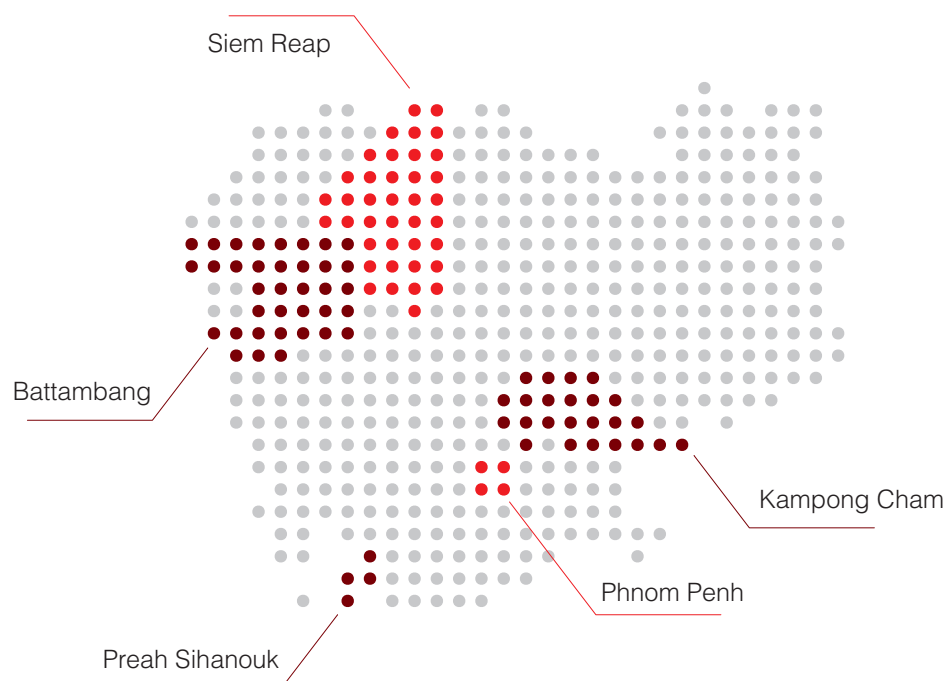 Siem Reap
Battambang
Kampong Cham
Phnom Penh
Preah Sihanouk